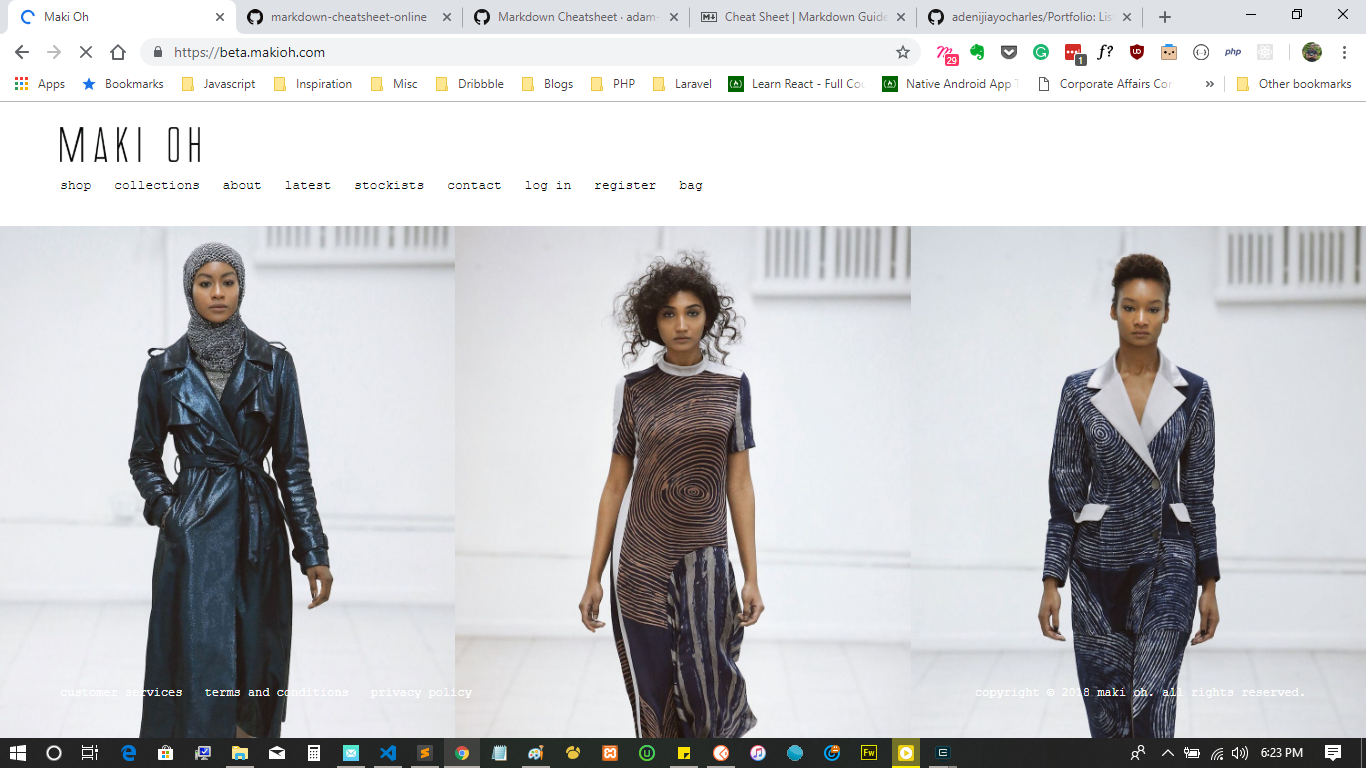 Maki Oh
markdown-cheatsheet-online
Markdown Cheatsheet · adam-
Cheat Sheet | Markdown Guide
adenijiayocharles/Portfolio: Lis
https://beta.makioh.com
29
1
f?
php
Apps
Bookmarks
Javascript
Inspiration
Misc
Dribbble
Blogs
PHP
Laravel
Learn React - Full Cou
Native Android App T
Corporate Affairs Cor
»
Other bookmarks
MAKI OH
shop collections about latest stockists contact log in register bag
customer services terms and conditions privacy policy
copyright © 2018 maki oh. all rights reserved.
Fw
6:23 PM